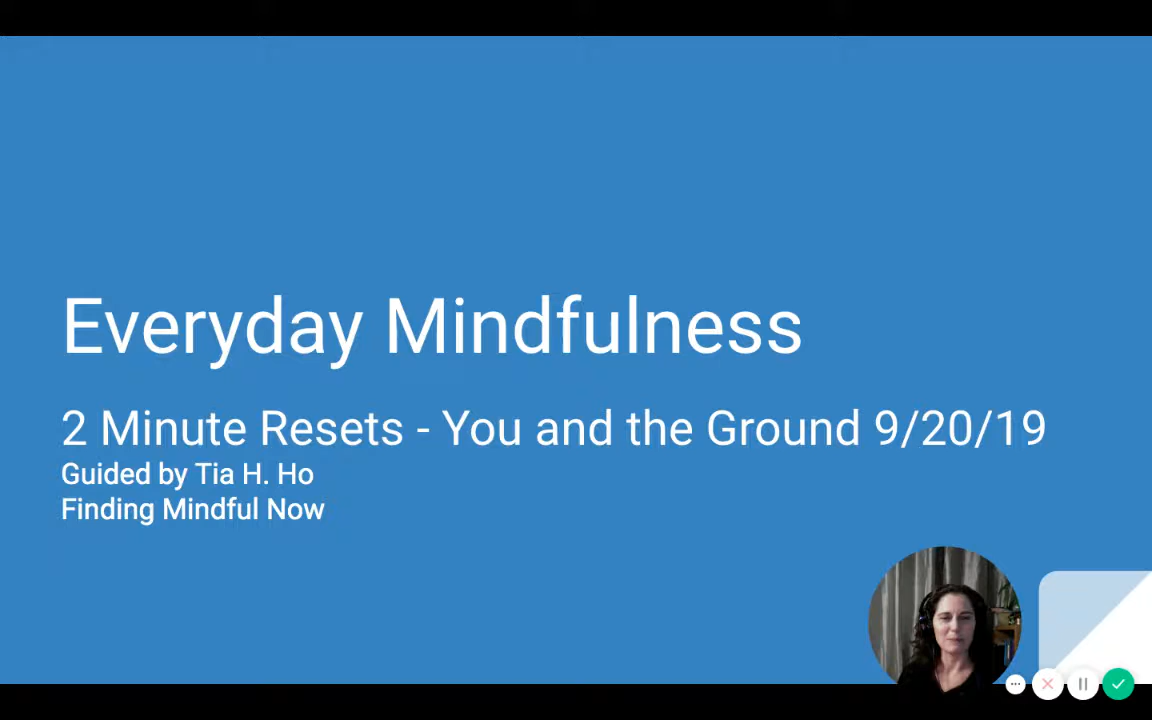 Everyday Mindfulness
2 Minute Resets - You and the Ground 9/20/19
Guided by Tia H. Ho
Finding Mindful Now